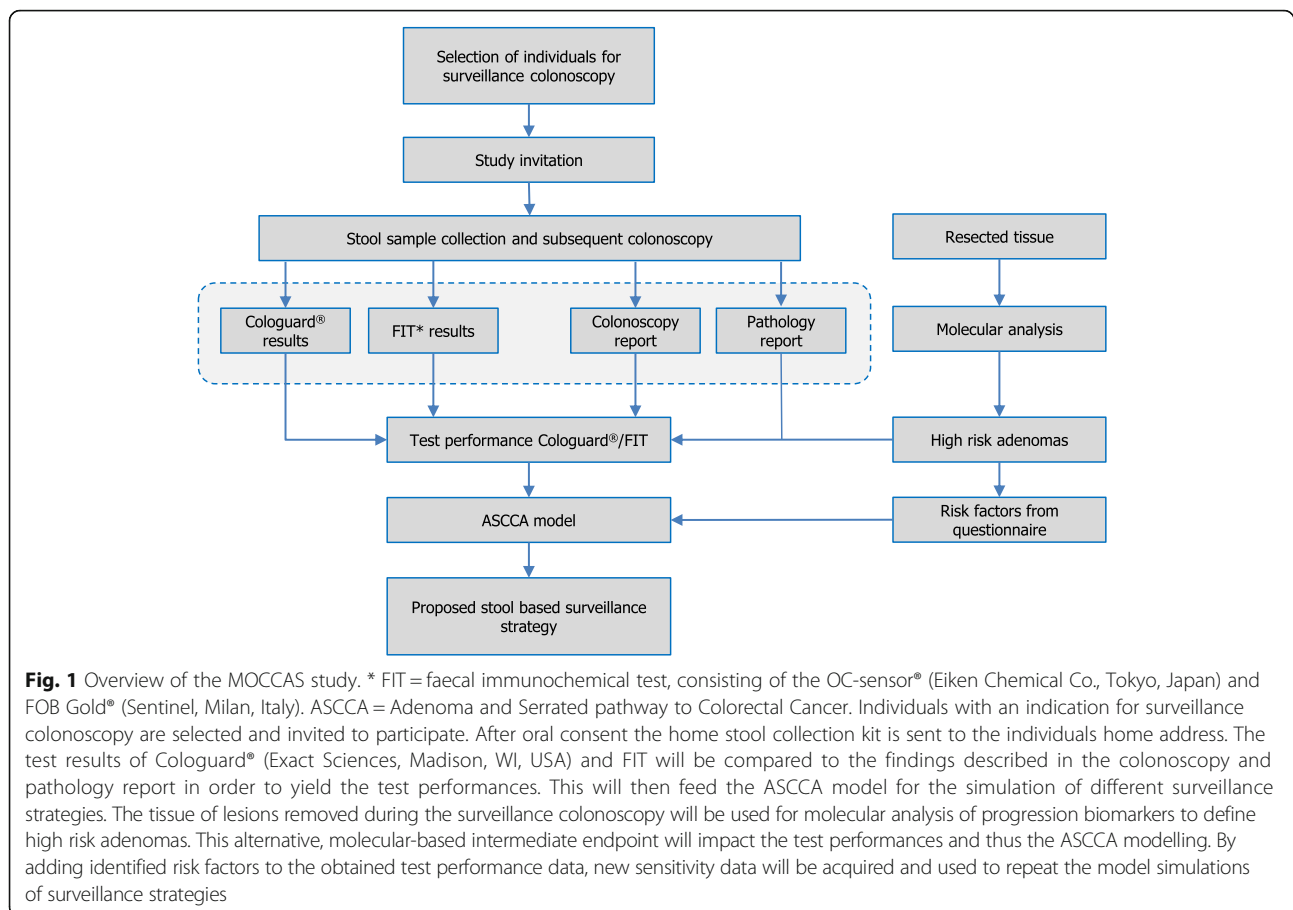 Selection of individuals for
surveillance colonoscopy
Study invitation
Stool sample collection and subsequent colonoscopy
Resected tissue
Cologuard®
results
FIT* results
Colonoscopy
report
Pathology
report
Molecular analysis
Test performance Cologuard®/FIT
High risk adenomas
ASCCA model
Risk factors from
questionnaire
Proposed stool based surveillance
strategy
Fig. 1 Overview of the MOCCAS study. * FIT = faecal immunochemical test, consisting of the OC-sensor® (Eiken Chemical Co., Tokyo, Japan) and
FOB Gold® (Sentinel, Milan, Italy). ASCCA = Adenoma and Serrated pathway to Colorectal Cancer. Individuals with an indication for surveillance
colonoscopy are selected and invited to participate. After oral consent the home stool collection kit is sent to the individuals home address. The
test results of Cologuard® (Exact Sciences, Madison, WI, USA) and FIT will be compared to the findings described in the colonoscopy and
pathology report in order to yield the test performances. This will then feed the ASCCA model for the simulation of different surveillance
strategies. The tissue of lesions removed during the surveillance colonoscopy will be used for molecular analysis of progression biomarkers to define
high risk adenomas. This alternative, molecular-based intermediate endpoint will impact the test performances and thus the ASCCA modelling. By
adding identified risk factors to the obtained test performance data, new sensitivity data will be acquired and used to repeat the model simulations
of surveillance strategies